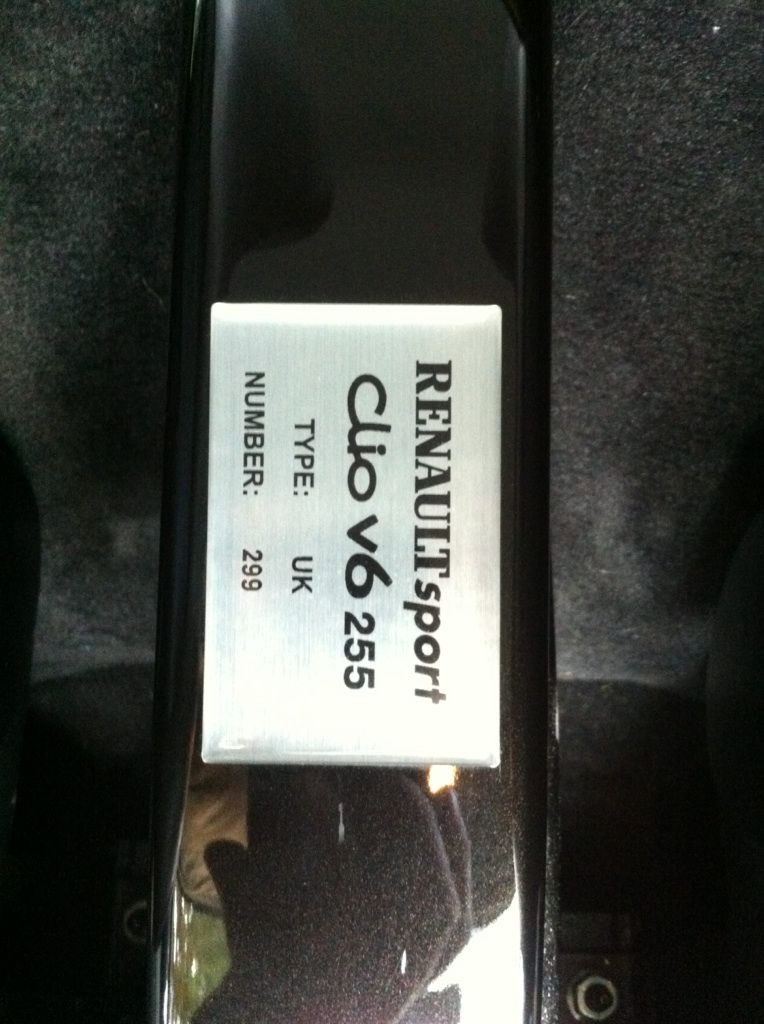 RENAULT sport
Clio V6 255
TYPE: UK
NUMBER: 299